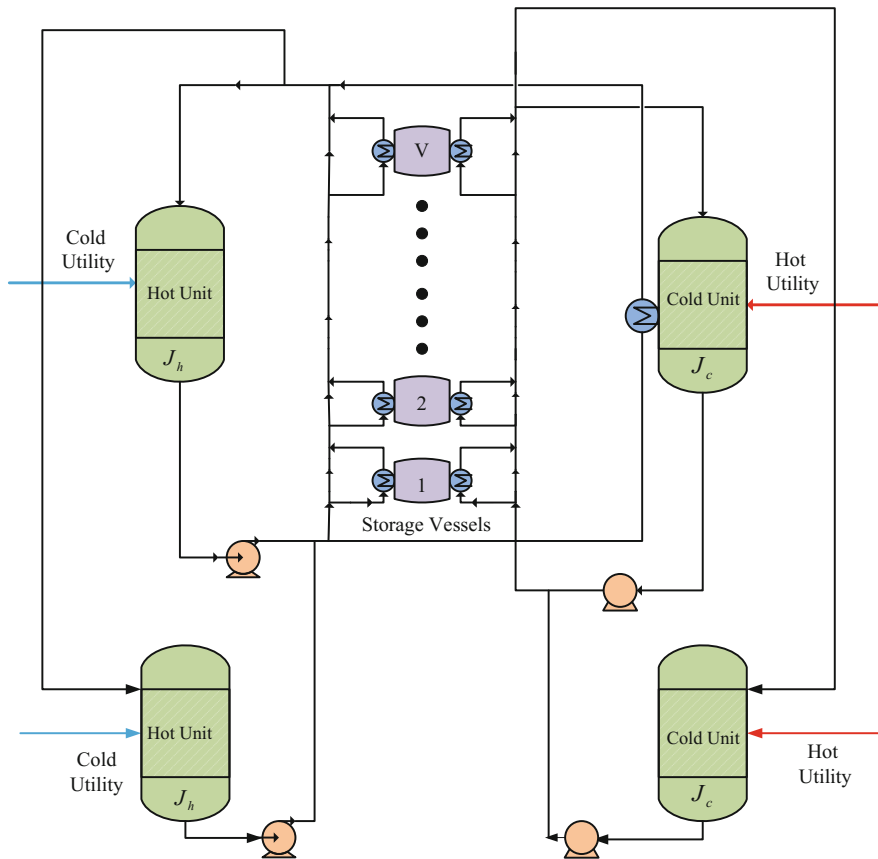 V
Cold
Utility
Hot Unit
J_h
Hot
Utility
Cold Unit
J_c
2
1
Storage Vessels
Hot Unit
Cold
Utility
J_h
Cold Unit
Hot
Utility
J_c